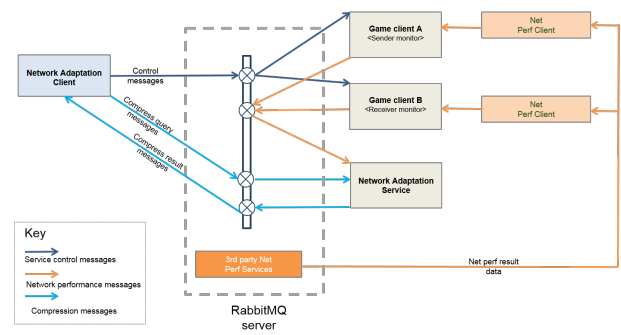 Game client A
<Sender monitor>
Net
Perf Client
Network Adaptation
Client
Control
messages
Game client B
<Receiver monitor>
Net
Perf Client
Compress query
messages
Compress result
messages
Network Adaptation
Service
Key
Service control messages
Network performance messages
Compression messages
3rd party Net
Perf Services
Net perf result
data
RabbitMQ
server